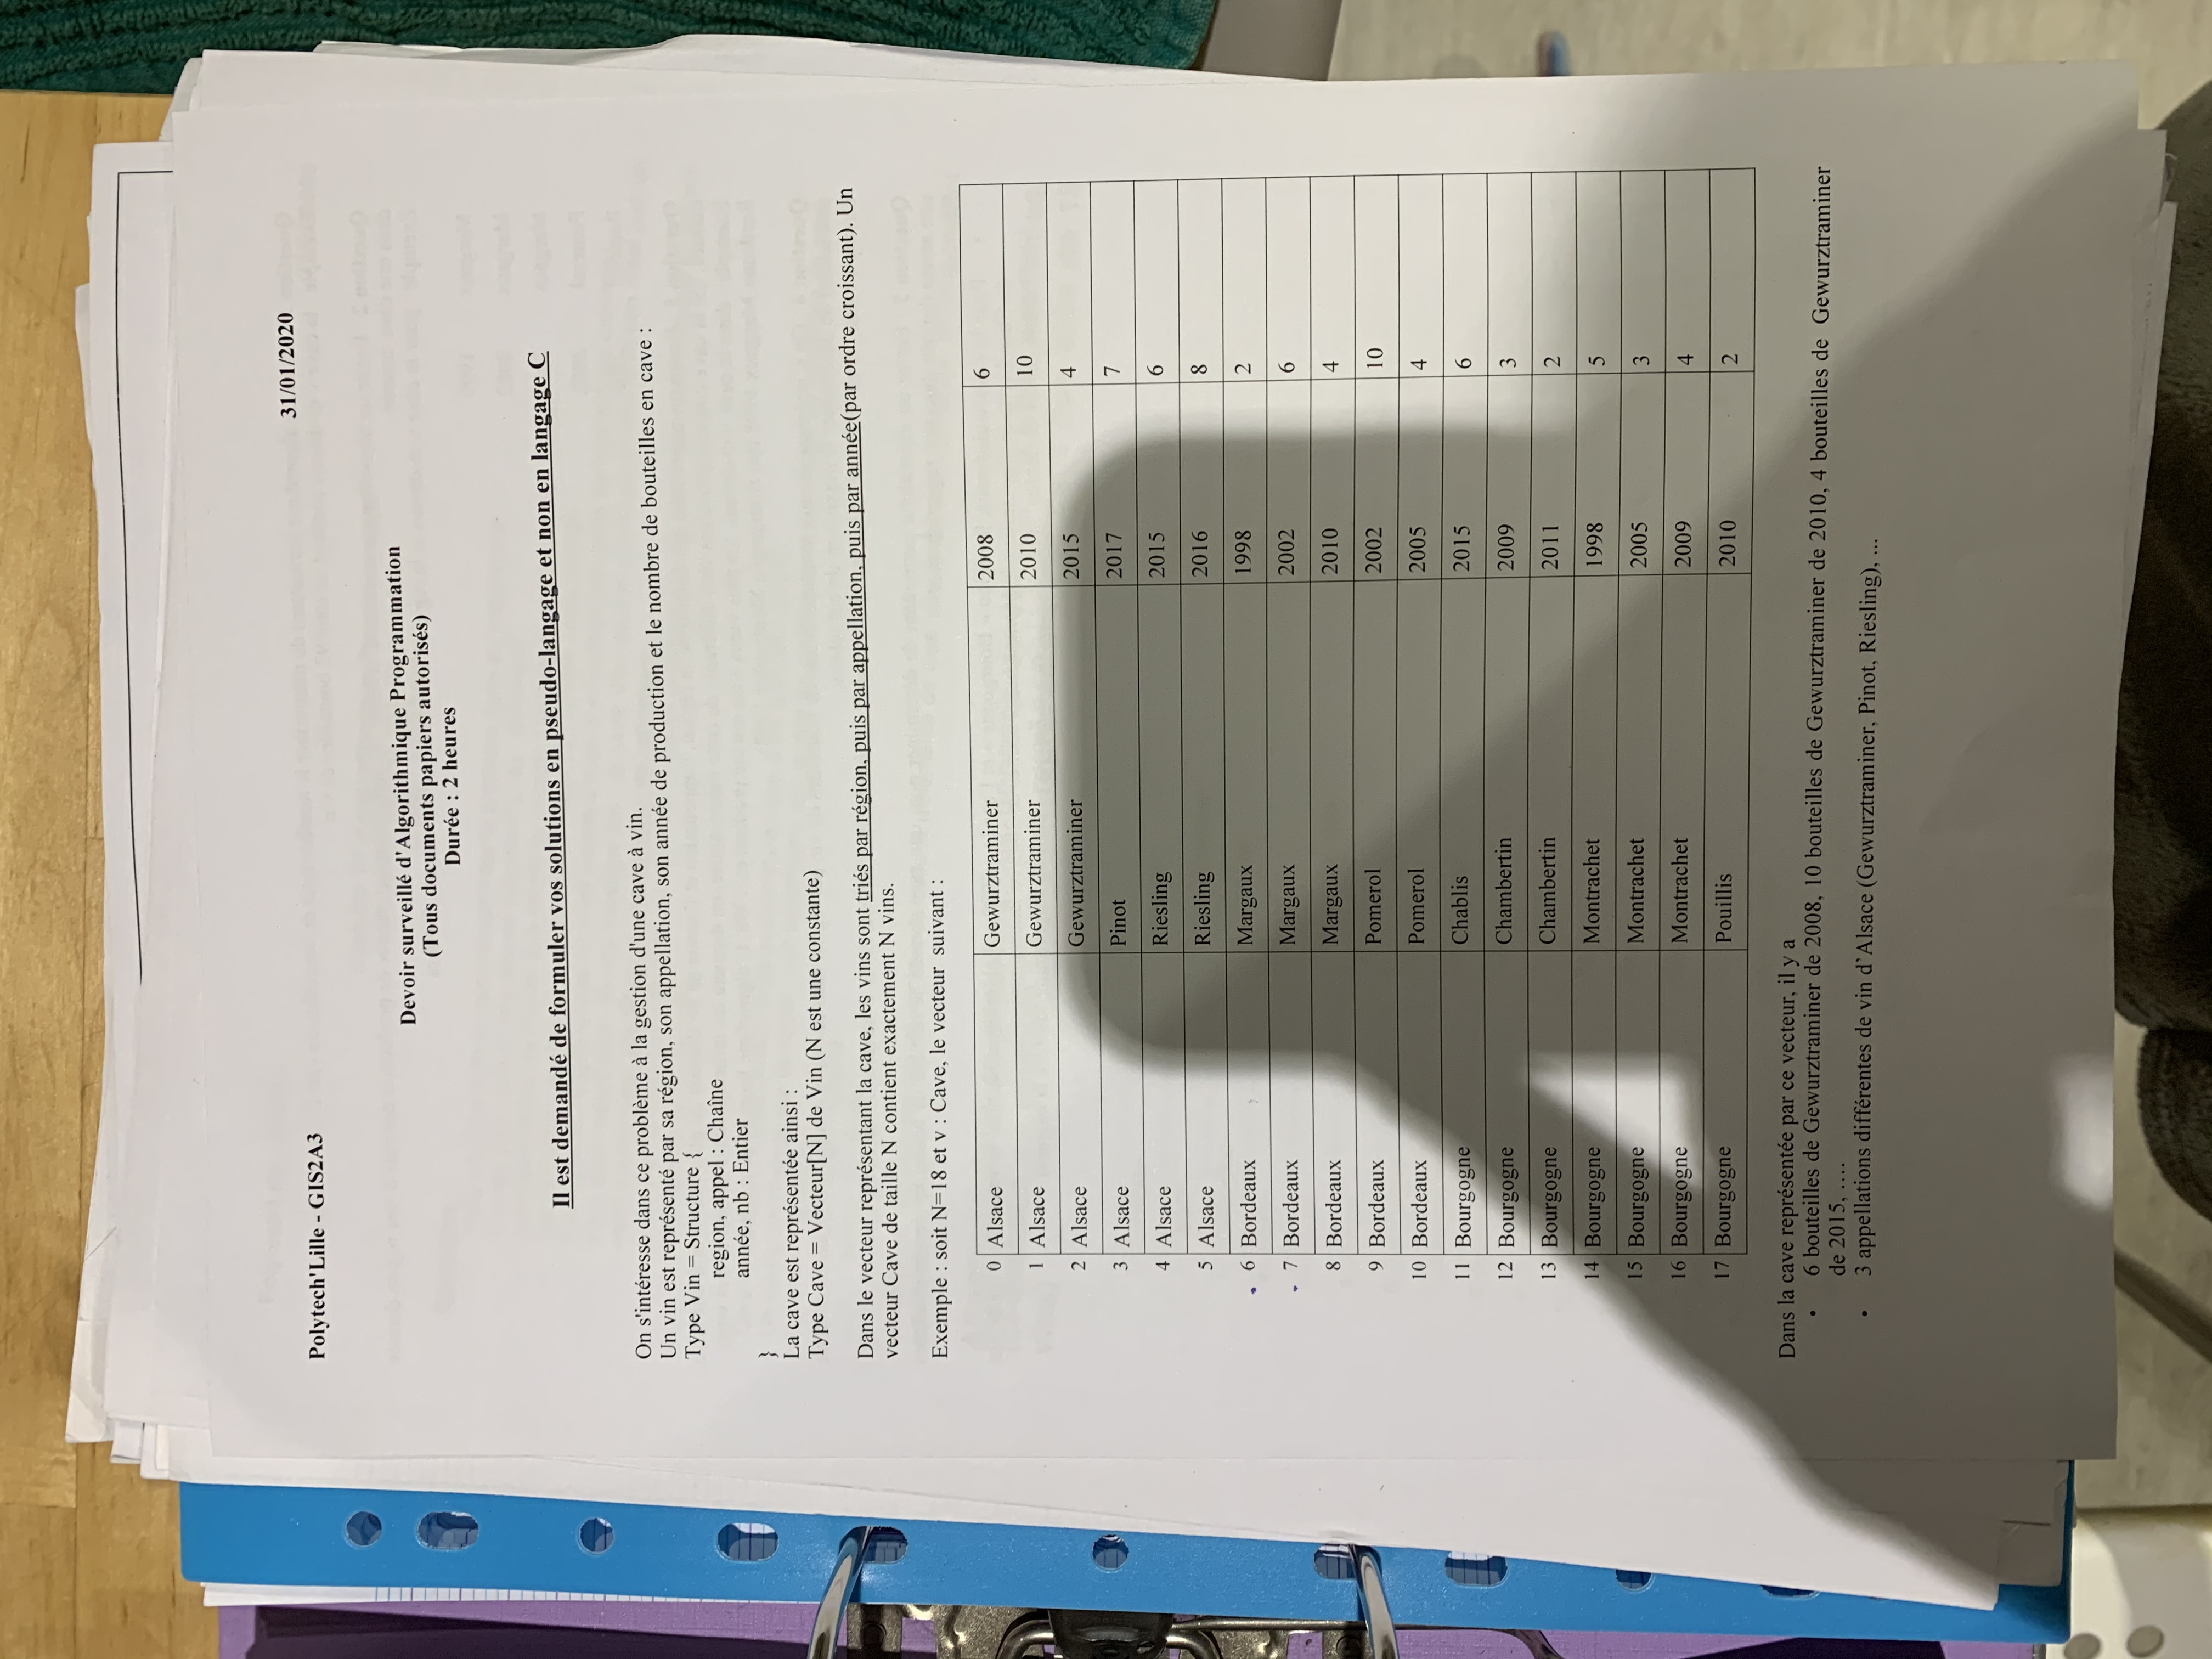 31/01/2020
Polytech'Lille - GIS2A3
Devoir surveillé d'Algorithmique Programmation
(Tous documents papiers autorisés)
Durée : 2 heures
Il est demandé de formuler vos solutions en pseudo-langage et non en langage C
On s'intéresse dans ce problème à la gestion d'une cave à vin.
Un vin est représenté par sa région, son appellation, son année de production et le nombre de bouteilles en cave :
Type Vin = Structure {
region, appel : Chaîne
année, nb : Entier
}
La cave est représentée ainsi :
Type Cave = Vecteur[N] de Vin (N est une constante)
Dans le vecteur représentant la cave, les vins sont triés par région, puis par appellation, puis par année(par ordre croissant). Un
vecteur Cave de taille N contient exactement N vins.
Exemple : soit N=18 et v : Cave, le vecteur suivant :
0 Alsace Gewurztraminer 2008 6
1 Alsace Gewurztraminer 2010 10
2 Alsace Gewurztraminer 2015 4
3 Alsace Pinot 2017 7
4 Alsace Riesling 2015 6
5 Alsace Riesling 2016 8
6 Bordeaux Margaux 1998 2
7 Bordeaux Margaux 2002 6
8 Bordeaux Margaux 2010 4
9 Bordeaux Pomerol 2002 10
10 Bordeaux Pomerol 2005 4
11 Bourgogne Chablis 2015 6
12 Bourgogne Chambertin 2009 3
13 Bourgogne Chambertin 2011 2
14 Bourgogne Montrachet 1998 5
15 Bourgogne Montrachet 2005 3
16 Bourgogne Montrachet 2009 4
17 Bourgogne Pouillis 2010 2
Dans la cave représentée par ce vecteur, il y a
• 6 bouteilles de Gewurztraminer de 2008, 10 bouteilles de Gewurztraminer de 2010, 4 bouteilles de Gewurztraminer
de 2015, ….
• 3 appellations différentes de vin d’Alsace (Gewurztraminer, Pinot, Riesling), ...